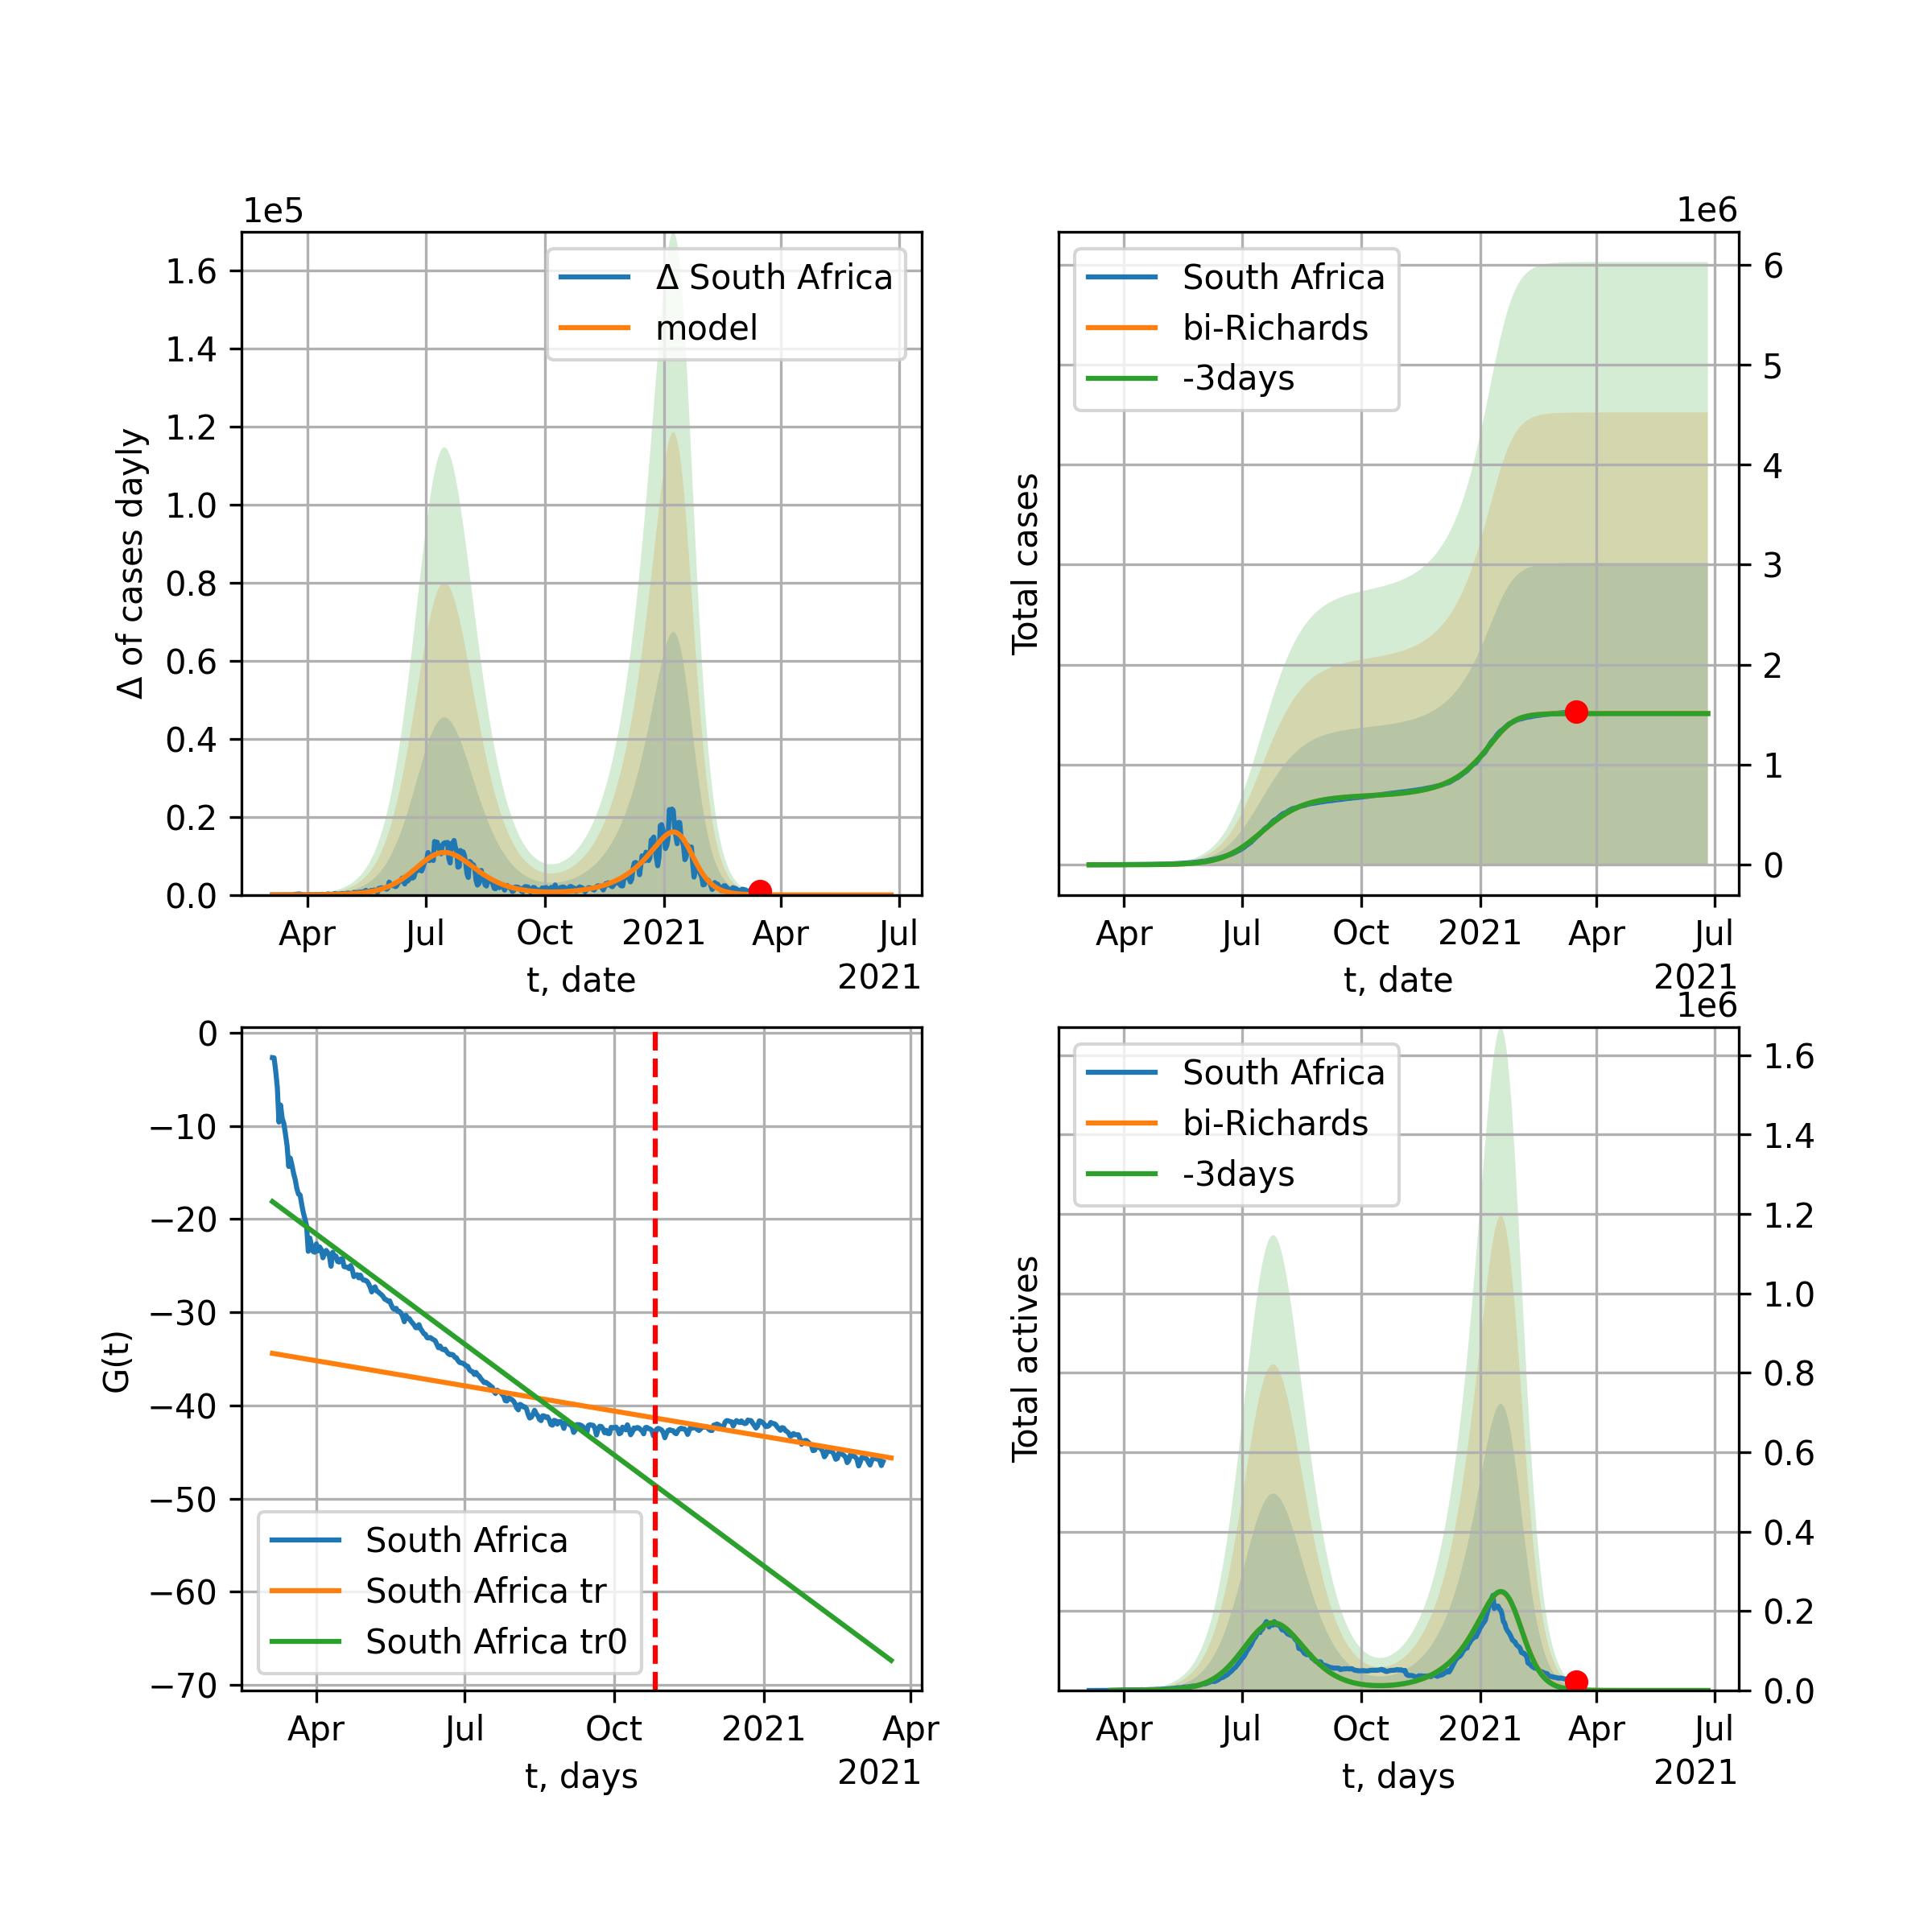 1e5
Δ of cases dayly
1.6
1.4
1.2
1.0
0.8
0.6
0.4
0.2
0.0
Δ South Africa
model
Apr
Jul
Oct
2021
Apr
Jul
t, date
2021
1e6
Total cases
South Africa
bi-Richards
-3days
6
5
4
3
2
1
0
Apr
Jul
Oct
2021
Apr
Jul
t, date
2021
G(t)
0
−10
−20
−30
−40
−50
−60
−70
South Africa
South Africa tr
South Africa tr0
Apr
Jul
Oct
2021
Apr
t, days
2021
1e6
Total actives
South Africa
bi-Richards
-3days
1.6
1.4
1.2
1.0
0.8
0.6
0.4
0.2
0.0
Apr
Jul
Oct
2021
Apr
Jul
t, days
2021